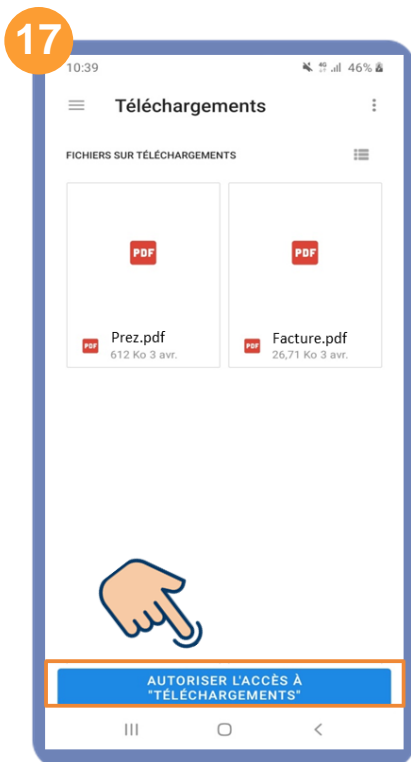 17
10:39
46%
Téléchargements
FICHIERS SUR TÉLÉCHARGEMENTS
PDF
PDF
PDF
Prez.pdf
612 Ko 3 avr.
PDF
Facture.pdf
26,71 Ko 3 avr.
AUTORISER L'ACCÈS À
"TÉLÉCHARGEMENTS"